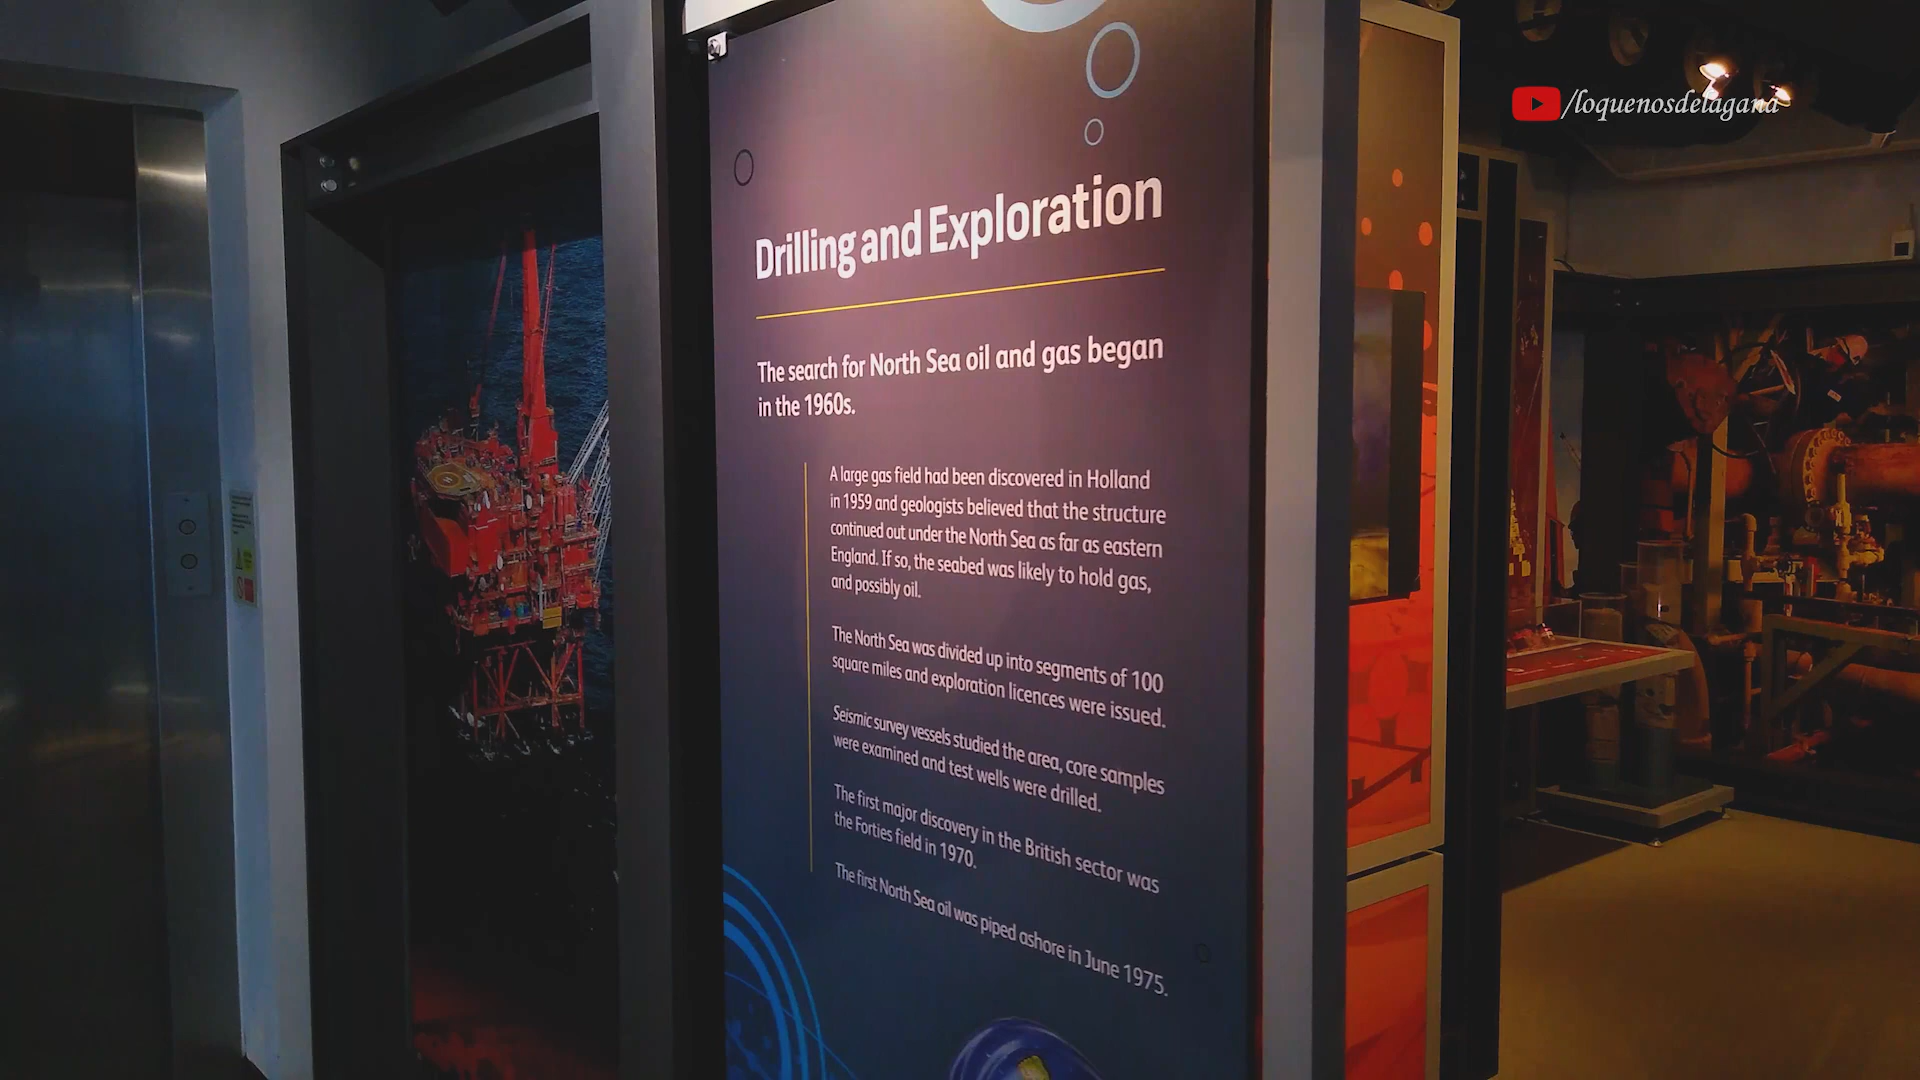 /loquenosdelagana
Drilling and Exploration
The search for North Sea oil and gas began
in the 1960s.
A large gas field had been discovered in Holland
in 1959 and geologists believed that the structure
continued out under the North Sea as far as eastern
England. If so, the seabed was likely to hold gas,
and possibly oil.
The North Sea was divided up into segments of 100
square miles and exploration licences were issued.
Seismic survey vessels studied the area, core samples
were examined and test wells were drilled.
The first major discovery in the British sector was
the Forties field in 1970.
The first North Sea oil was piped ashore in June 1975.